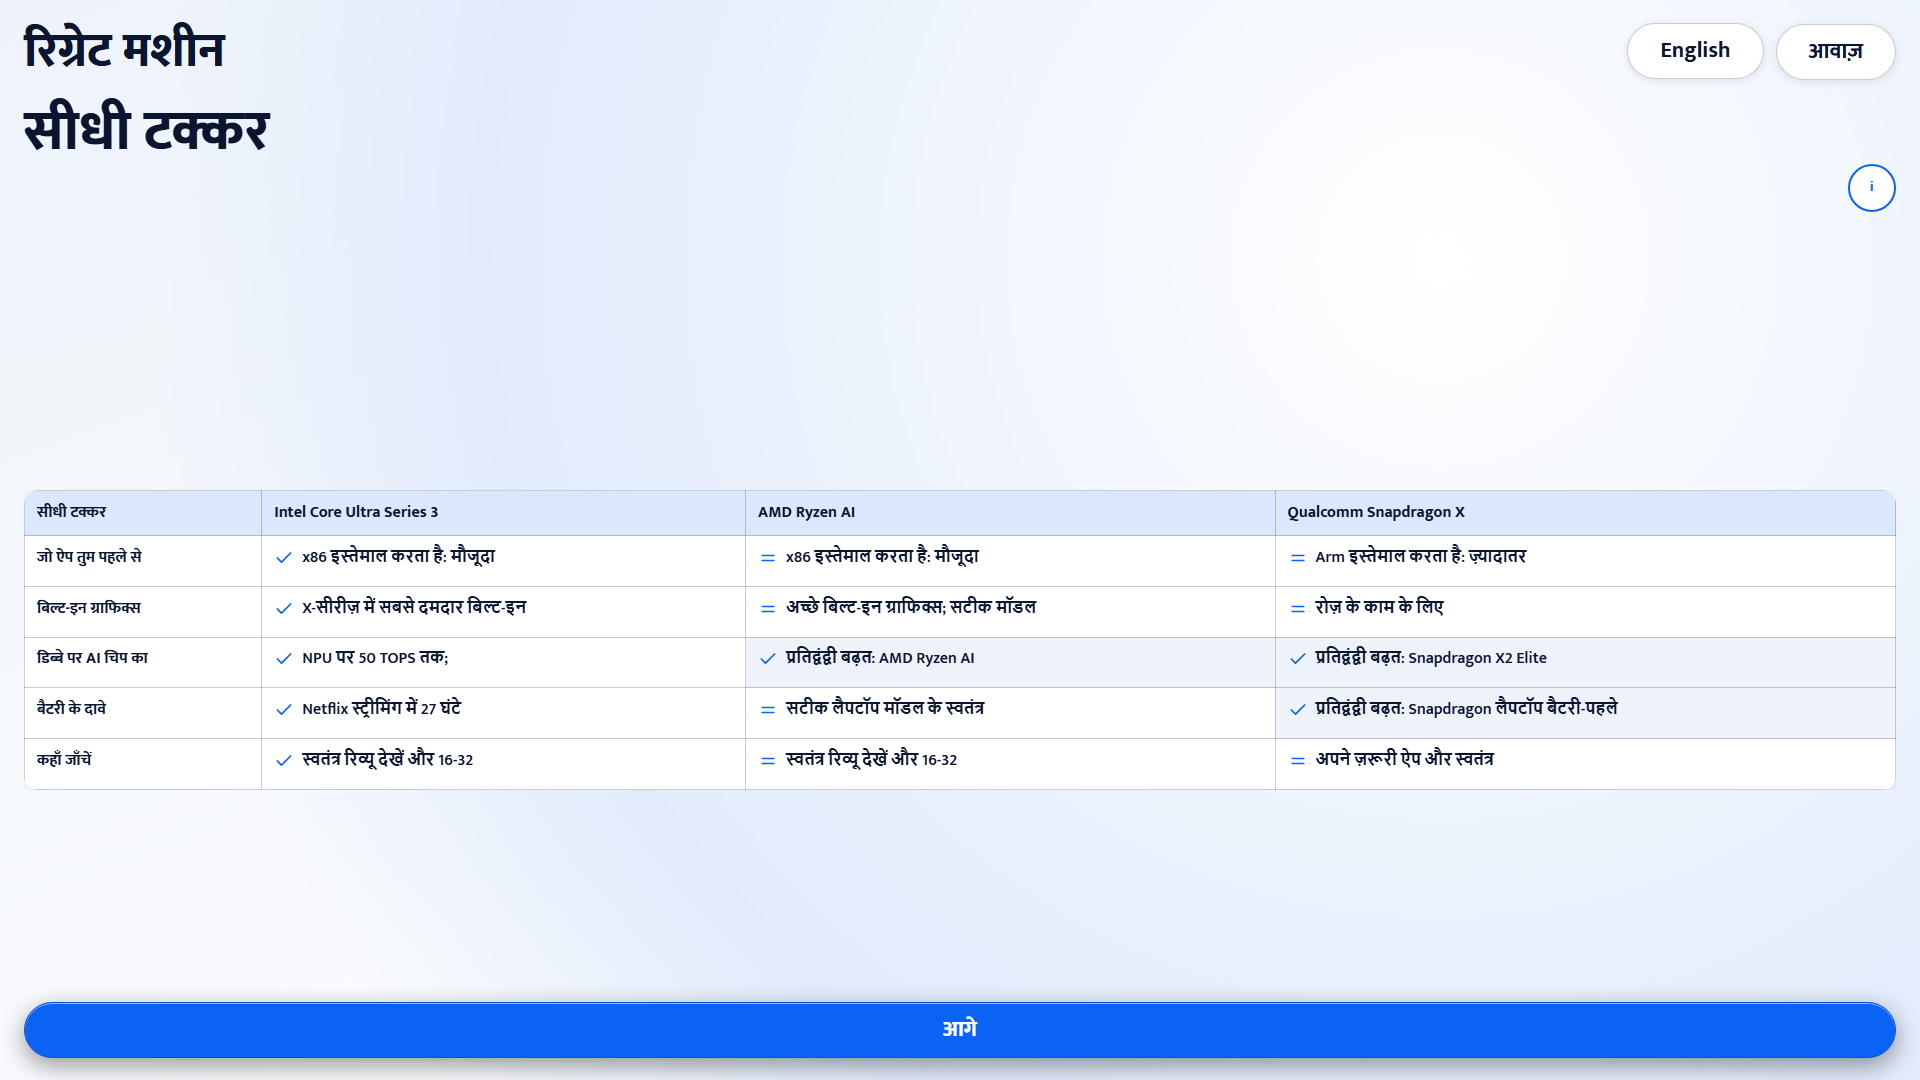 रिग्रेट मशीन
English
आवाज़
सीधी टक्कर
i
सीधी टक्कर Intel Core Ultra Series 3 AMD Ryzen AI Qualcomm Snapdragon X
जो ऐप तुम पहले से x86 इस्तेमाल करता है: मौजूदा x86 इस्तेमाल करता है: मौजूदा Arm इस्तेमाल करता है: ज़्यादातर
बिल्ट-इन ग्राफिक्स X-सीरीज़ में सबसे दमदार बिल्ट-इन अच्छे बिल्ट-इन ग्राफिक्स; सटीक मॉडल रोज़ के काम के लिए
डिब्बे पर AI चिप का NPU पर 50 TOPS तक; प्रतिद्वंद्वी बढ़त: AMD Ryzen AI प्रतिद्वंद्वी बढ़त: Snapdragon X2 Elite
बैटरी के दावे Netflix स्ट्रीमिंग में 27 घंटे सटीक लैपटॉप मॉडल के स्वतंत्र प्रतिद्वंद्वी बढ़त: Snapdragon लैपटॉप बैटरी-पहले
कहाँ जाँचें स्वतंत्र रिव्यू देखें और 16-32 स्वतंत्र रिव्यू देखें और 16-32 अपने ज़रूरी ऐप और स्वतंत्र
आगे